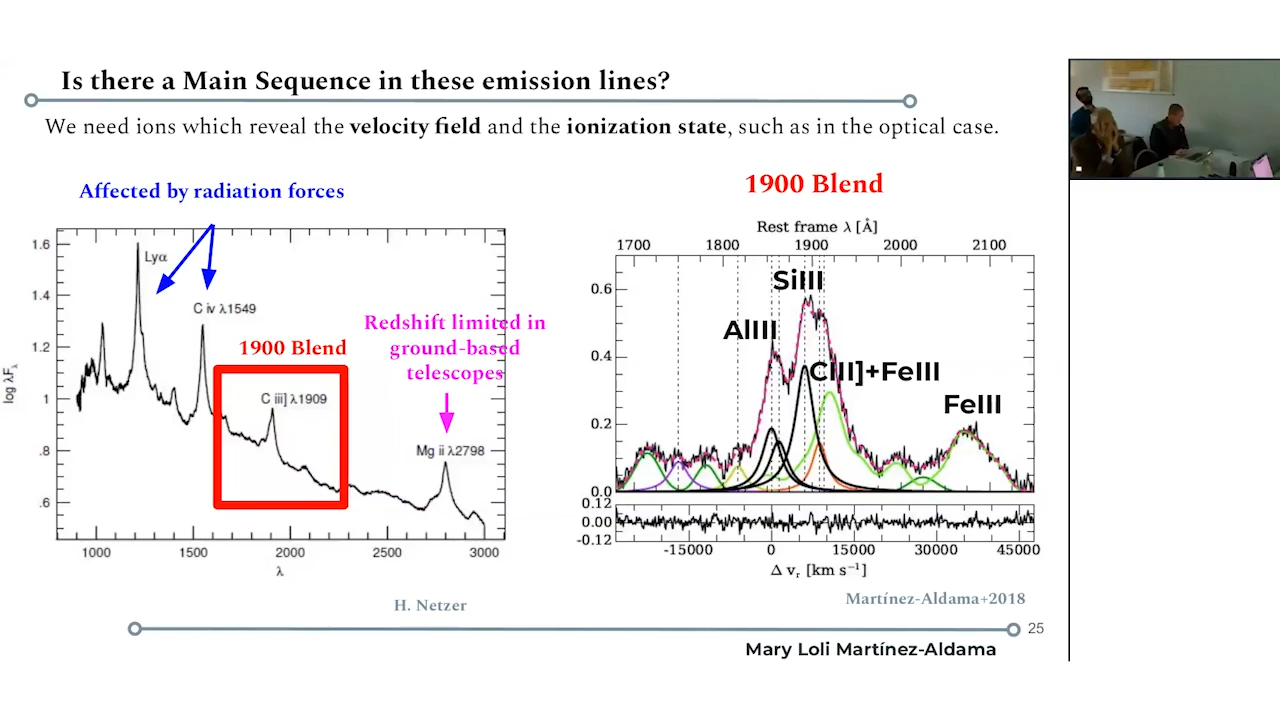 Is there a Main Sequence in these emission lines?
We need ions which reveal the velocity field and the ionization state, such as in the optical case.
Affected by radiation forces
1.6
1.4
1.2
1
.8
.6
log λFλ
Lyα
C iv λ1549
1900 Blend
C iii] λ1909
Redshift limited in
ground-based
telescopes
Mg ii λ2798
1000
1500
2000
2500
3000
λ
H. Netzer
1900 Blend
Rest frame λ [Å]
1700
1800
1900
2000
2100
0.6
0.4
0.2
0.0
0.12
0.00
-0.12
SiIII
AlIII
CIII]+FeIII
FeIII
-15000
0
15000
30000
45000
Δ vr [km s⁻¹]
Martínez-Aldama+2018
25
Mary Loli Martínez-Aldama